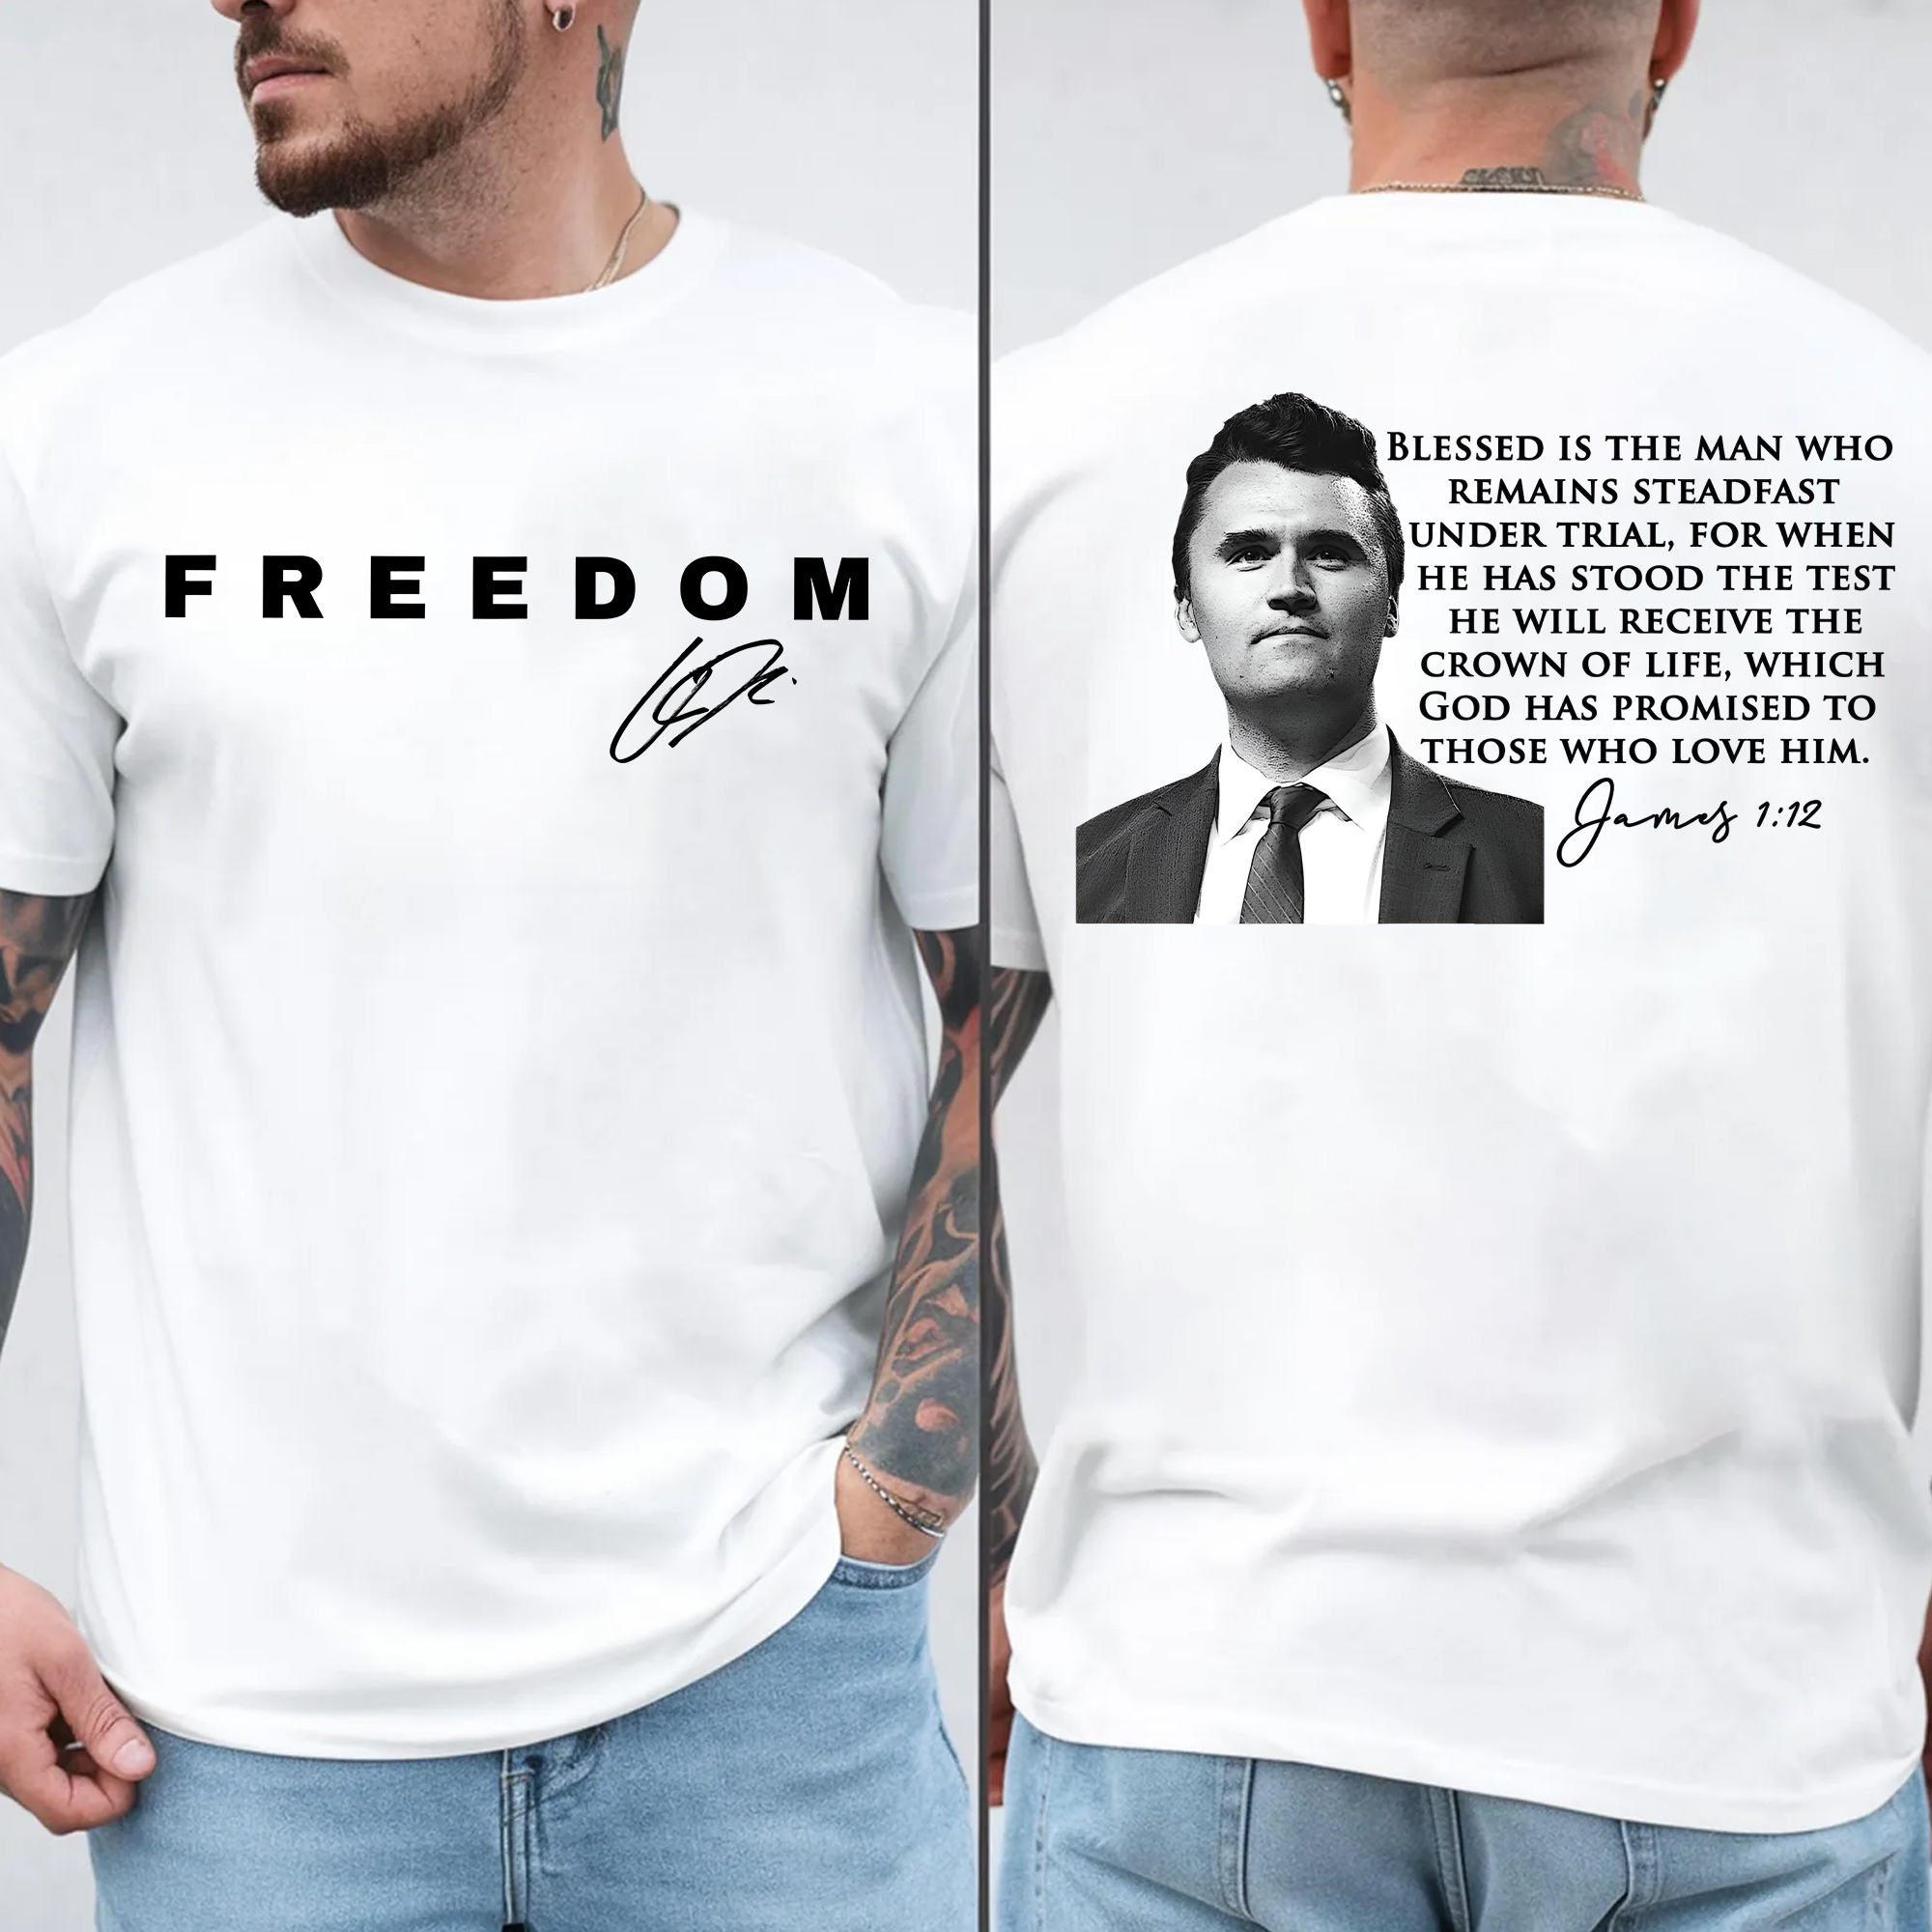 FREEDOM
BLESSED IS THE MAN WHO
REMAINS STEADFAST
UNDER TRIAL, FOR WHEN
HE HAS STOOD THE TEST
HE WILL RECEIVE THE
CROWN OF LIFE, WHICH
GOD HAS PROMISED TO
THOSE WHO LOVE HIM.
James 1:12